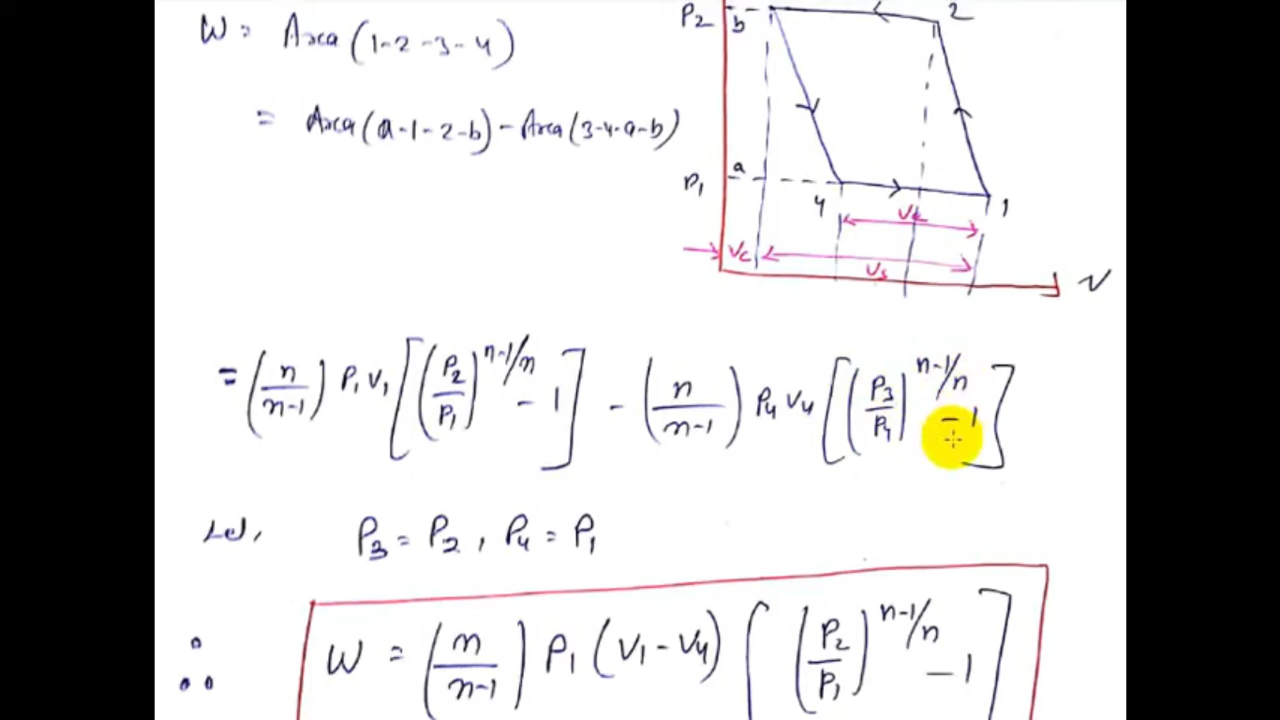 W = Area (1-2-3-4)
= Area (a-1-2-b) - Area (3-4-a-b)
P2 b 2
P1 a 4 1
Va
Vc Vs V
= (n/n-1) P1 V1 [(P2/P1)^n-1/n - 1] - (n/n-1) P4 V4 [(P3/P4)^n-1/n - 1]
Let, P3 = P2, P4 = P1
∴ W = (n/n-1) P1 (V1 - V4) [(P2/P1)^n-1/n - 1]